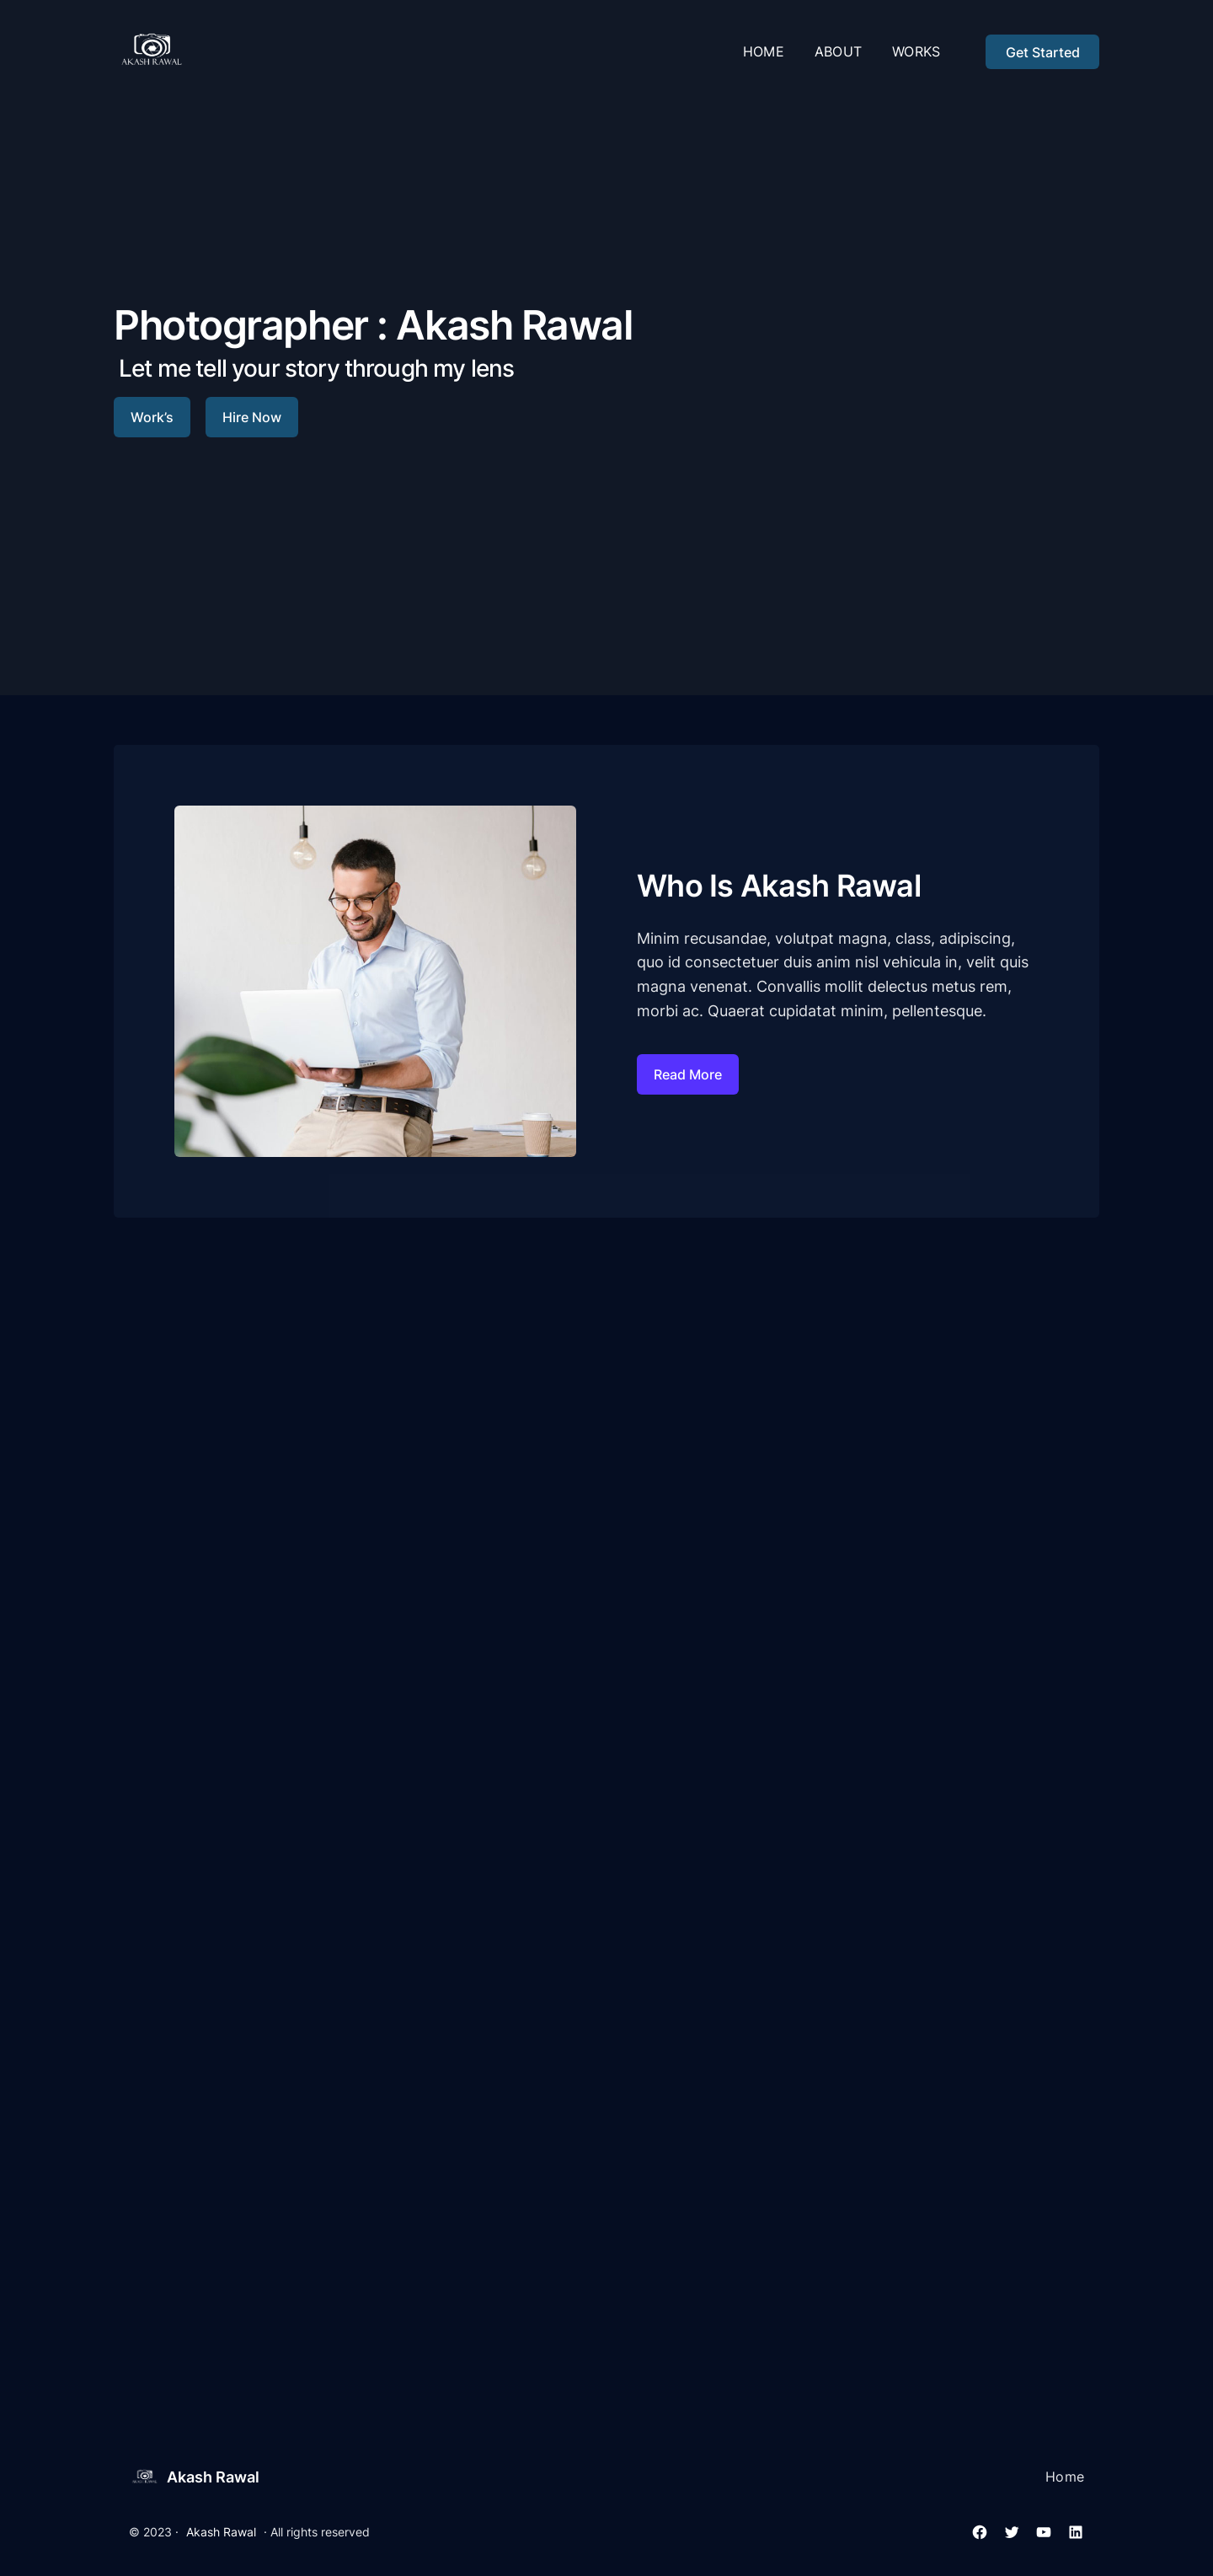 AKASH RAWAL
HOME ABOUT WORKS Get Started
Photographer : Akash Rawal
Let me tell your story through my lens
Work’s Hire Now
Who Is Akash Rawal
Minim recusandae, volutpat magna, class, adipiscing,
quo id consectetuer duis anim nisl vehicula in, velit quis
magna venenat. Convallis mollit delectus metus rem,
morbi ac. Quaerat cupidatat minim, pellentesque.
Read More
Akash Rawal
Home
© 2023 · Akash Rawal · All rights reserved